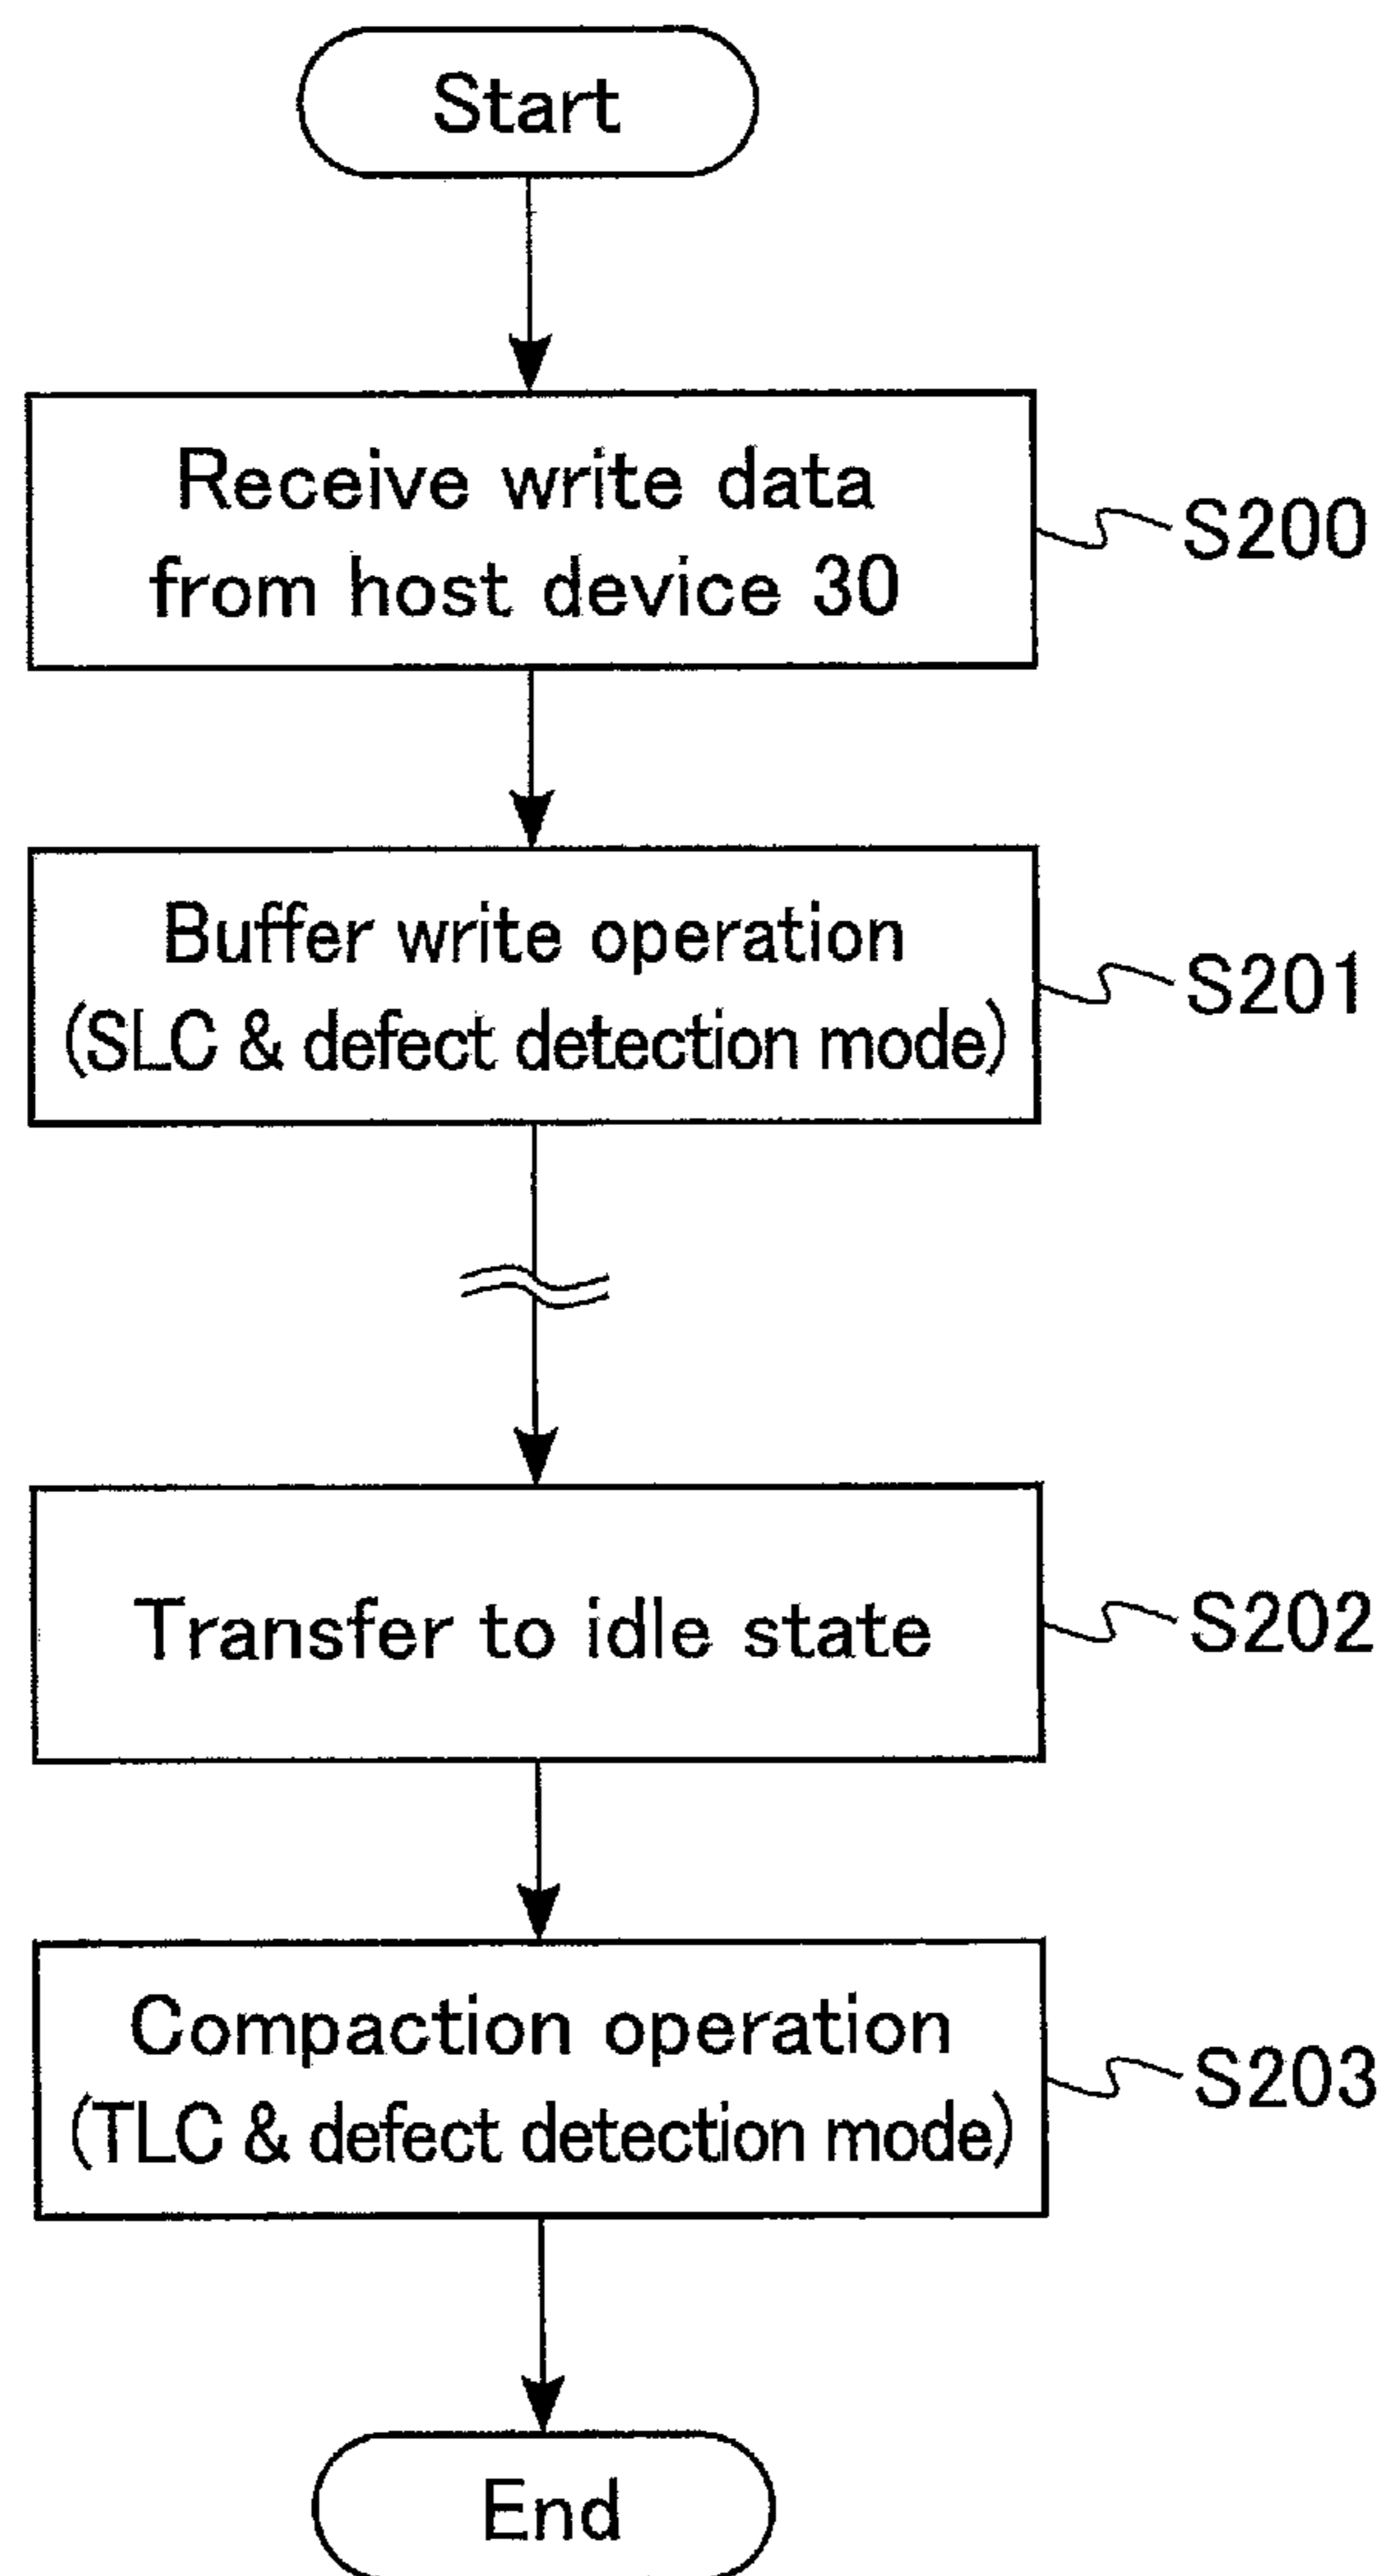 Start
Receive write data
from host device 30
S200
Buffer write operation
(SLC & defect detection mode)
S201
Transfer to idle state
S202
Compaction operation
(TLC & defect detection mode)
S203
End